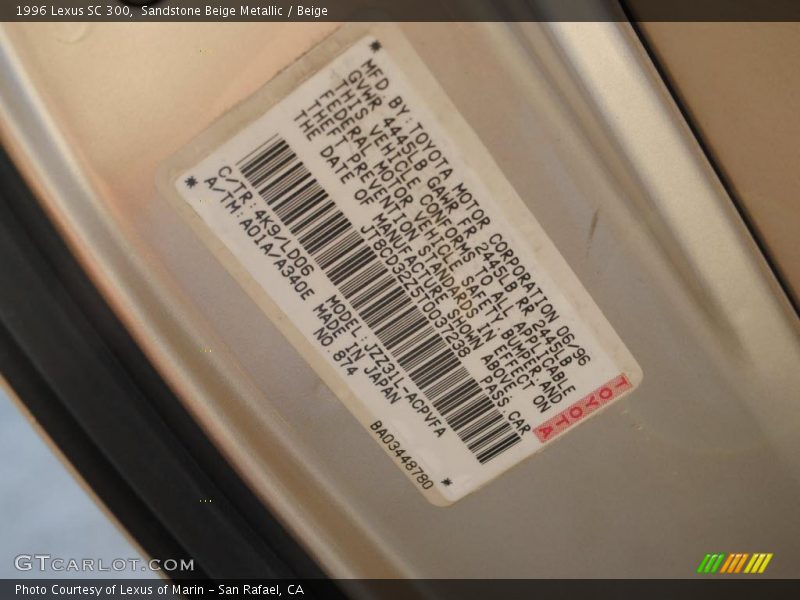 1996 Lexus SC 300, Sandstone Beige Metallic / Beige
MFD BY: TOYOTA MOTOR CORPORATION 06/96
GVWR 4445LB GAWR FR 2445LB RR 2445LB
THIS VEHICLE CONFORMS TO ALL APPLICABLE
FEDERAL MOTOR VEHICLE SAFETY, BUMPER, AND
THEFT PREVENTION STANDARDS IN EFFECT ON
THE DATE OF MANUFACTURE SHOWN ABOVE.
JT8CD32Z5T0037238 PASS. CAR
C/TR: 4K9/LD06 MODEL: JZZ31L-ACPVFA
A/TM: A01A/A340E MADE IN JAPAN
NO. 874
BA03448780
TOYOTA
GTCARLOT.COM
Photo Courtesy of Lexus of Marin - San Rafael, CA